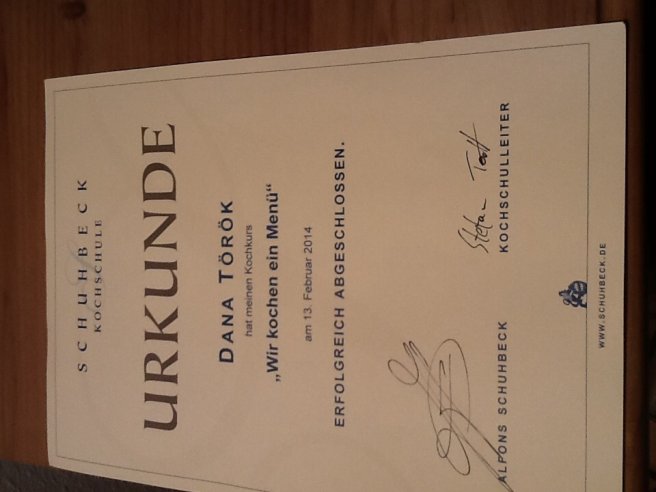 SCHUHBECK
KOCHSCHULE
URKUNDE
DANA TÖRÖK
hat meinen Kochkurs
„Wir kochen ein Menü“
am 13. Februar 2014
ERFOLGREICH ABGESCHLOSSEN.
Stefan
ALFONS SCHUHBECK
KOCHSCHULLEITER
WWW.SCHUHBECK.DE